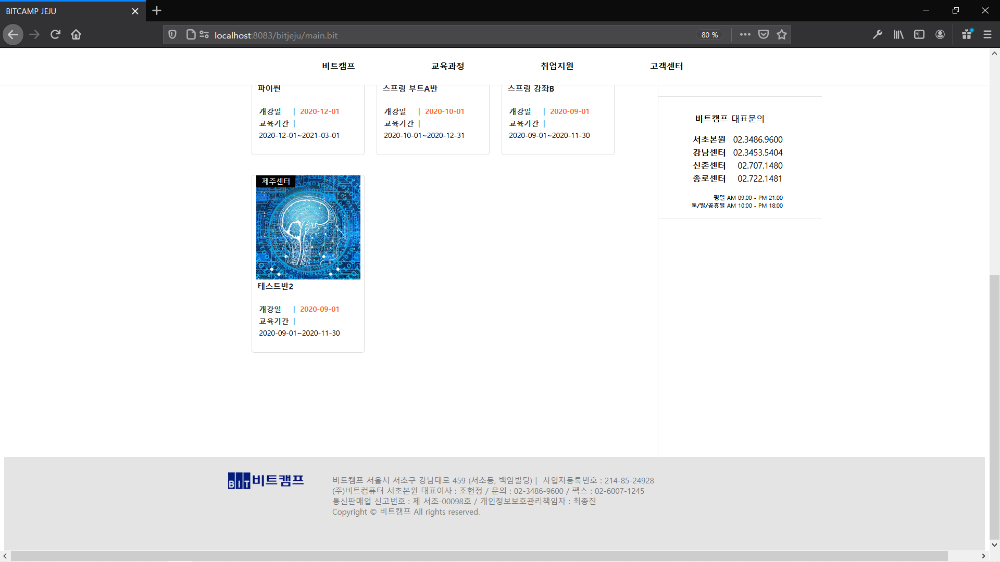 BITCAMP JEJU
localhost:8083/bitjeju/main.bit
80 %
비트캠프 교육과정 취업지원 고객센터
파이썬
개강일 | 2020-12-01
교육기간 |
2020-12-01~2021-03-01
스프링 부트A반
개강일 | 2020-10-01
교육기간 |
2020-10-01~2020-12-31
스프링 강좌B
개강일 | 2020-09-01
교육기간 |
2020-09-01~2020-11-30
제주센터
테스트반2
개강일 | 2020-09-01
교육기간 |
2020-09-01~2020-11-30
비트캠프 대표문의
서초본원 02.3486.9600
강남센터 02.3453.5404
신촌센터 02.707.1480
종로센터 02.722.1481
평일 AM 09:00 - PM 21:00
토/일/공휴일 AM 10:00 - PM 18:00
BIT비트캠프
비트캠프 서울시 서초구 강남대로 459 (서초동, 백암빌딩) | 사업자등록번호 : 214-85-24928
(주)비트컴퓨터 서초본원 대표이사 : 조현정 / 문의 : 02-3486-9600 / 팩스 : 02-6007-1245
통신판매업 신고번호 : 제 서초-00098호 / 개인정보보호관리책임자 : 최종진
Copyright © 비트캠프 All rights reserved.